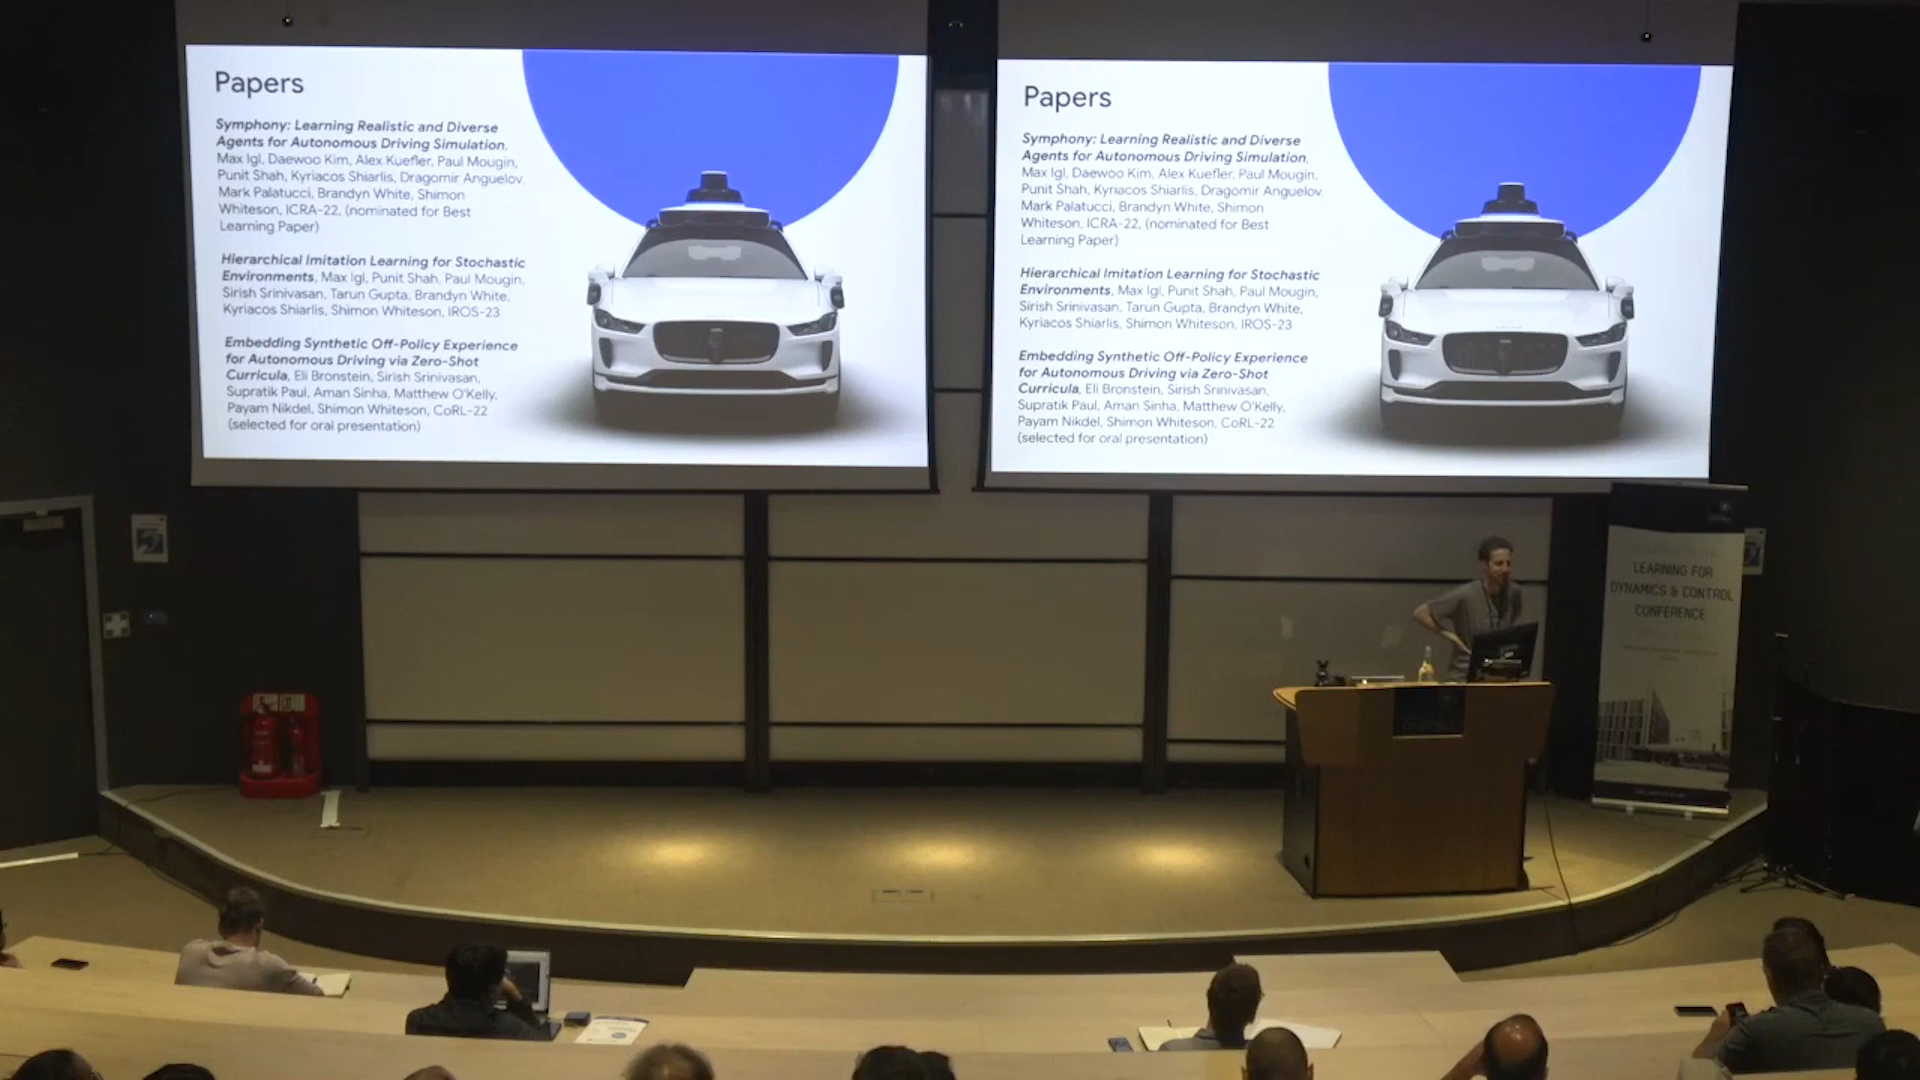 Papers
Symphony: Learning Realistic and Diverse
Agents for Autonomous Driving Simulation,
Max Igl, Daewoo Kim, Alex Kuefler, Paul Mougin,
Punit Shah, Kyriacos Shiarlis, Dragomir Anguelov,
Mark Palatucci, Brandyn White, Shimon
Whiteson, ICRA-22, (nominated for Best
Learning Paper)
Hierarchical Imitation Learning for Stochastic
Environments, Max Igl, Punit Shah, Paul Mougin,
Sirish Srinivasan, Tarun Gupta, Brandyn White,
Kyriacos Shiarlis, Shimon Whiteson, IROS-23
Embedding Synthetic Off-Policy Experience
for Autonomous Driving via Zero-Shot
Curricula, Eli Bronstein, Sirish Srinivasan,
Supratik Paul, Aman Sinha, Matthew O'Kelly,
Payam Nikdel, Shimon Whiteson, CoRL-22
(selected for oral presentation)
Papers
Symphony: Learning Realistic and Diverse
Agents for Autonomous Driving Simulation,
Max Igl, Daewoo Kim, Alex Kuefler, Paul Mougin,
Punit Shah, Kyriacos Shiarlis, Dragomir Anguelov,
Mark Palatucci, Brandyn White, Shimon
Whiteson, ICRA-22, (nominated for Best
Learning Paper)
Hierarchical Imitation Learning for Stochastic
Environments, Max Igl, Punit Shah, Paul Mougin,
Sirish Srinivasan, Tarun Gupta, Brandyn White,
Kyriacos Shiarlis, Shimon Whiteson, IROS-23
Embedding Synthetic Off-Policy Experience
for Autonomous Driving via Zero-Shot
Curricula, Eli Bronstein, Sirish Srinivasan,
Supratik Paul, Aman Sinha, Matthew O'Kelly,
Payam Nikdel, Shimon Whiteson, CoRL-22
(selected for oral presentation)
LEARNING FOR
DYNAMICS & CONTROL
CONFERENCE